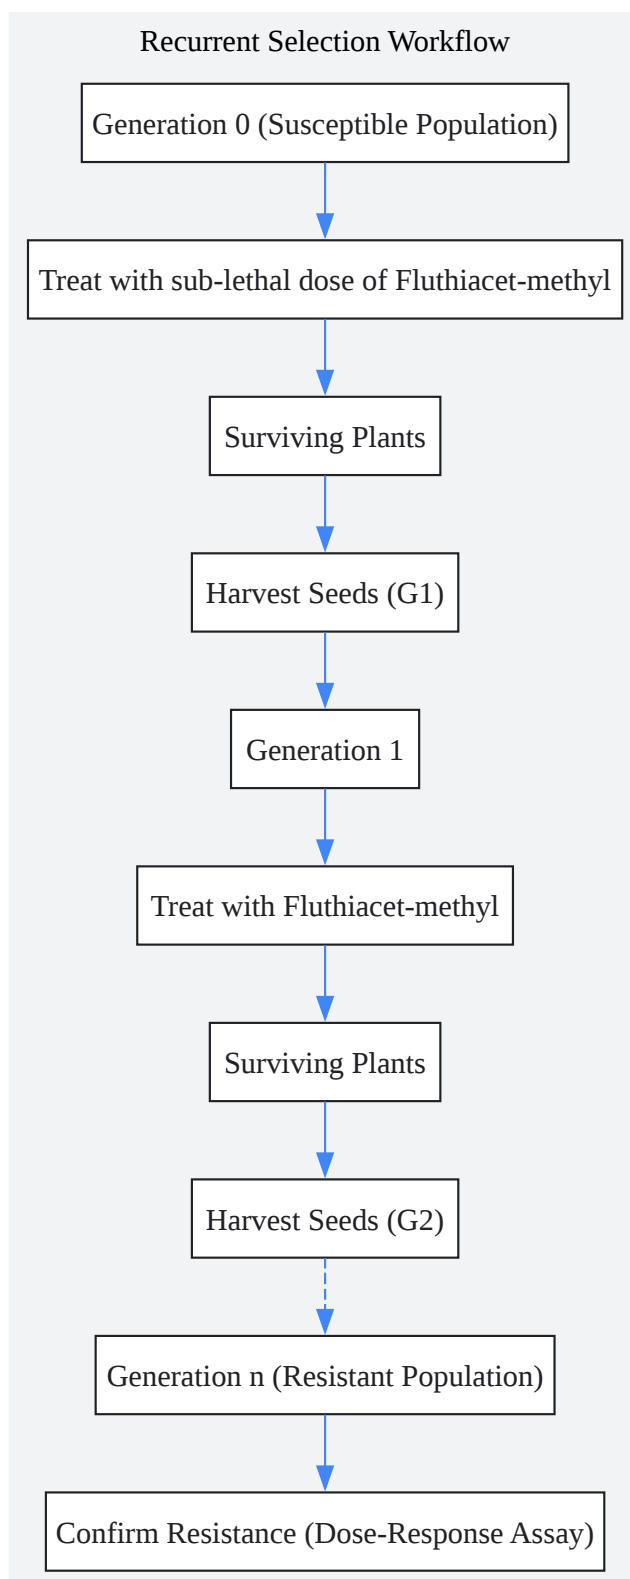 Recurrent Selection Workflow
Generation 0 (Susceptible Population)
Treat with sub-lethal dose of Fluthiacet-methyl
Surviving Plants
Harvest Seeds (G1)
Generation 1
Treat with Fluthiacet-methyl
Surviving Plants
Harvest Seeds (G2)
Generation n (Resistant Population)
Confirm Resistance (Dose-Response Assay)